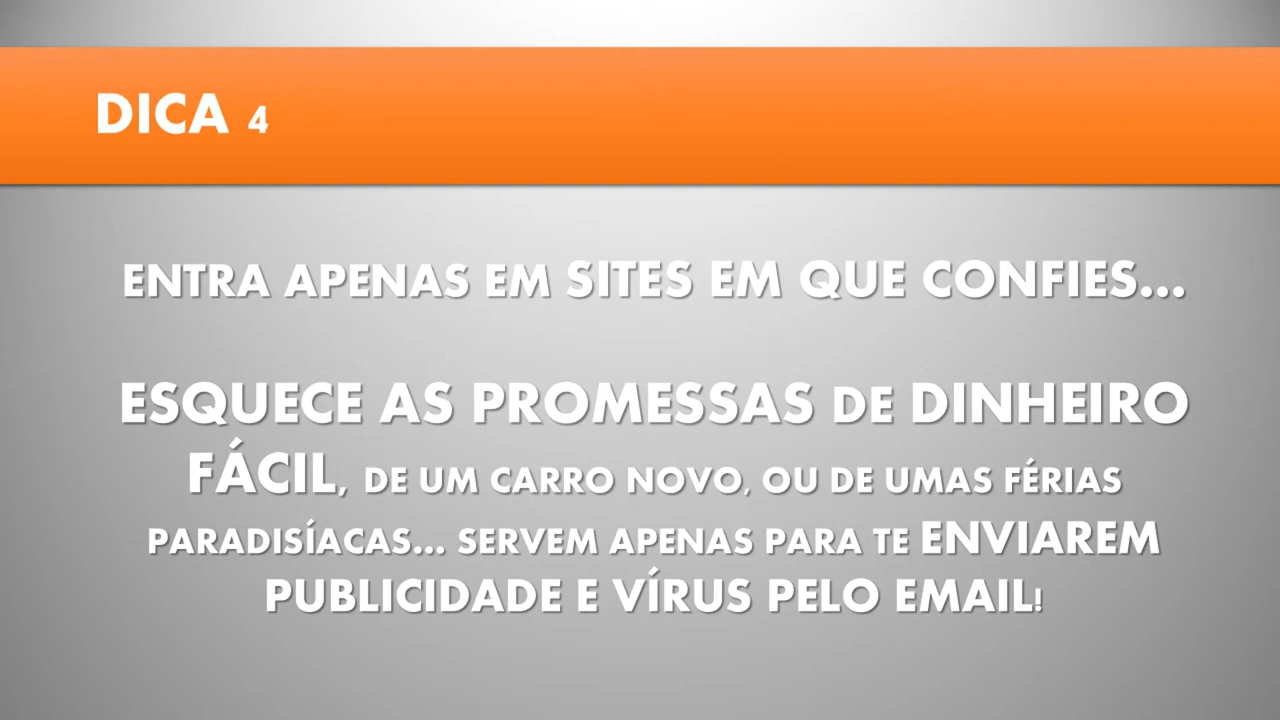 DICA 4
ENTRA APENAS EM SITES EM QUE CONFIES...
ESQUECE AS PROMESSAS DE DINHEIRO
FÁCIL, DE UM CARRO NOVO, OU DE UMAS FÉRIAS
PARADISÍACAS... SERVEM APENAS PARA TE ENVIAREM
PUBLICIDADE E VÍRUS PELO EMAIL!